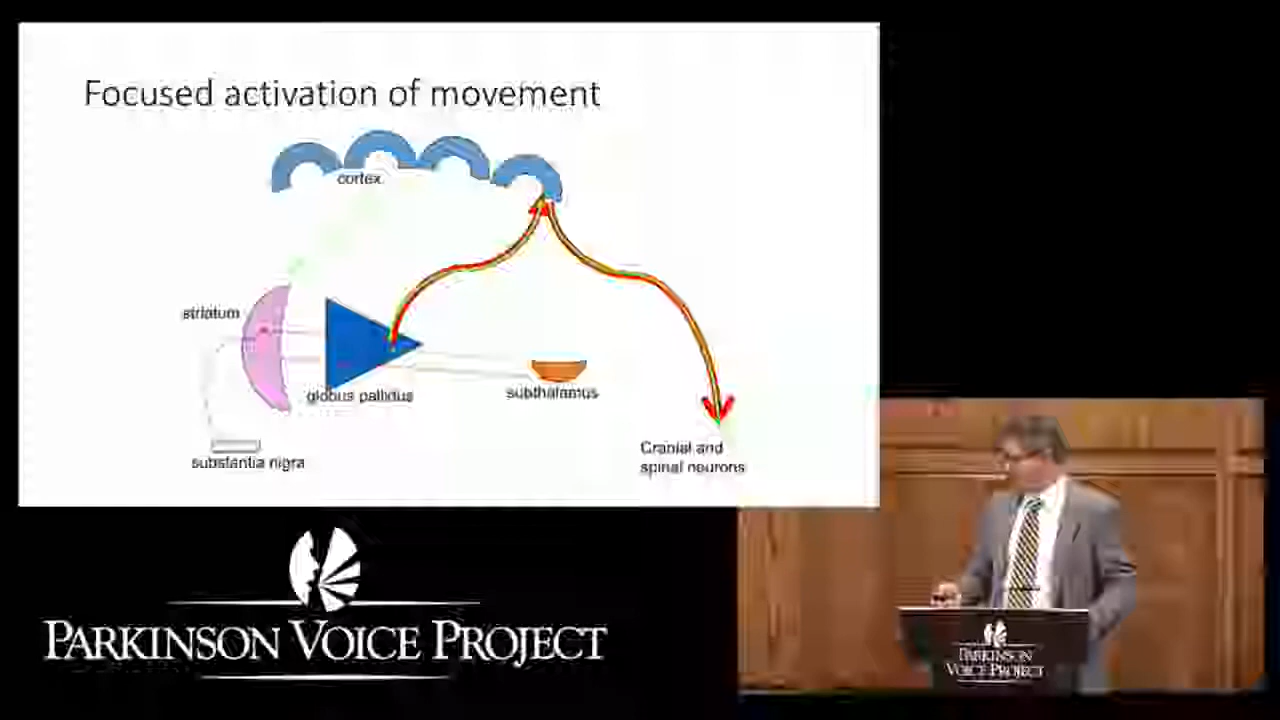 Focused activation of movement
cortex
striatum
globus pallidus
subthalamus
substantia nigra
Cranial and
spinal neurons
PARKINSON VOICE PROJECT
PARKINSON
VOICE PROJECT